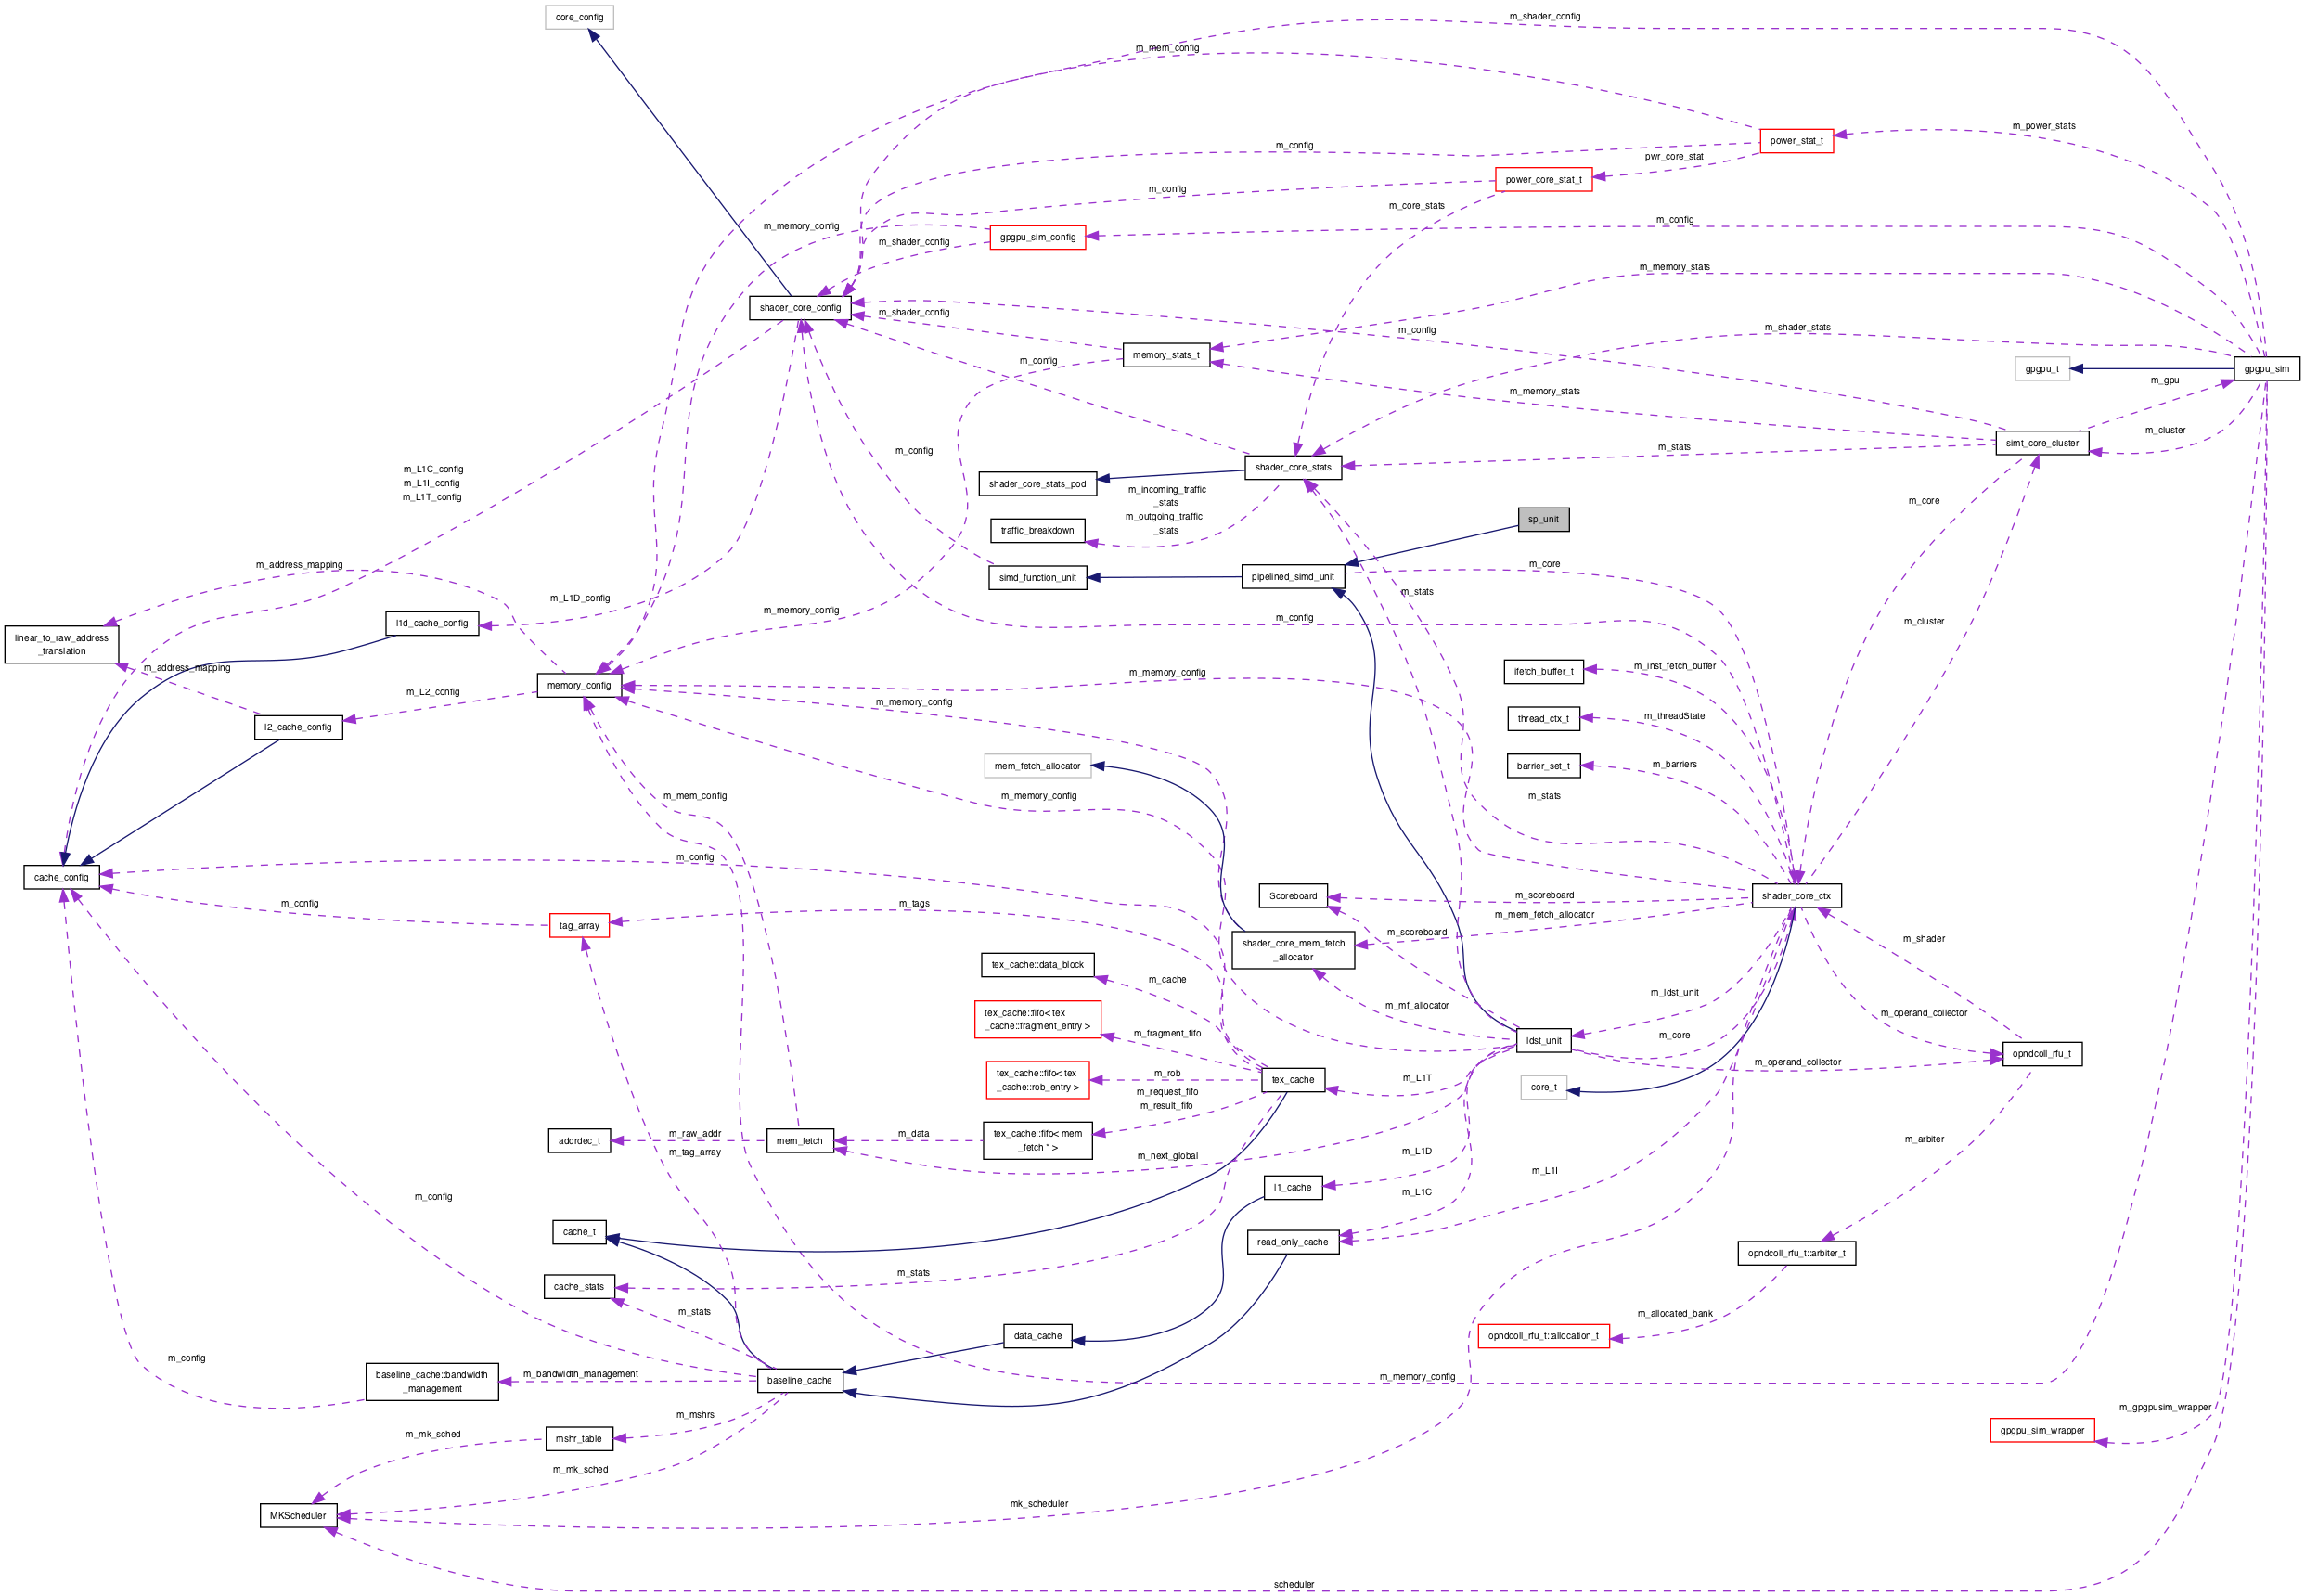 core_config
m_shader_config
m_mem_config
m_power_stats
power_stat_t
m_config
pwr_core_stat
power_core_stat_t
m_config
m_core_stats
m_config
m_memory_config
gpgpu_sim_config
m_shader_config
m_memory_stats
shader_core_config
m_shader_config
m_config
m_shader_stats
memory_stats_t
m_config
gpgpu_t
gpgpu_sim
m_gpu
m_memory_stats
m_cluster
simt_core_cluster
m_stats
m_config
shader_core_stats
m_L1C_config
m_L1I_config
m_L1T_config
shader_core_stats_pod
m_incoming_traffic
_stats
m_outgoing_traffic
_stats
m_core
traffic_breakdown
sp_unit
m_address_mapping
simd_function_unit
pipelined_simd_unit
m_core
m_stats
m_L1D_config
m_memory_config
m_config
m_cluster
l1d_cache_config
linear_to_raw_address
_translation
m_address_mapping
m_inst_fetch_buffer
ifetch_buffer_t
m_memory_config
memory_config
m_L2_config
m_memory_config
l2_cache_config
m_threadState
thread_ctx_t
mem_fetch_allocator
m_barriers
barrier_set_t
m_mem_config
m_memory_config
m_stats
m_config
cache_config
m_tags
m_config
tag_array
Scoreboard
m_scoreboard
shader_core_ctx
m_mem_fetch_allocator
m_scoreboard
shader_core_mem_fetch
_allocator
m_shader
tex_cache::data_block
m_cache
m_ldst_unit
m_mf_allocator
tex_cache::fifo< tex
_cache::fragment_entry >
m_fragment_fifo
m_operand_collector
ldst_unit
m_core
opndcoll_rfu_t
m_operand_collector
tex_cache::fifo< tex
_cache::rob_entry >
m_rob
m_request_fifo
m_result_fifo
tex_cache
m_L1T
core_t
addrdec_t
m_raw_addr
m_tag_array
mem_fetch
m_data
tex_cache::fifo< mem
_fetch * >
m_next_global
m_L1D
m_arbiter
m_L1I
l1_cache
m_L1C
m_config
cache_t
read_only_cache
opndcoll_rfu_t::arbiter_t
m_stats
cache_stats
m_stats
m_allocated_bank
data_cache
opndcoll_rfu_t::allocation_t
m_config
baseline_cache::bandwidth
_management
m_bandwidth_management
baseline_cache
m_memory_config
m_mshrs
m_gpgpusim_wrapper
gpgpu_sim_wrapper
m_mk_sched
mshr_table
m_mk_sched
MKScheduler
mk_scheduler
scheduler